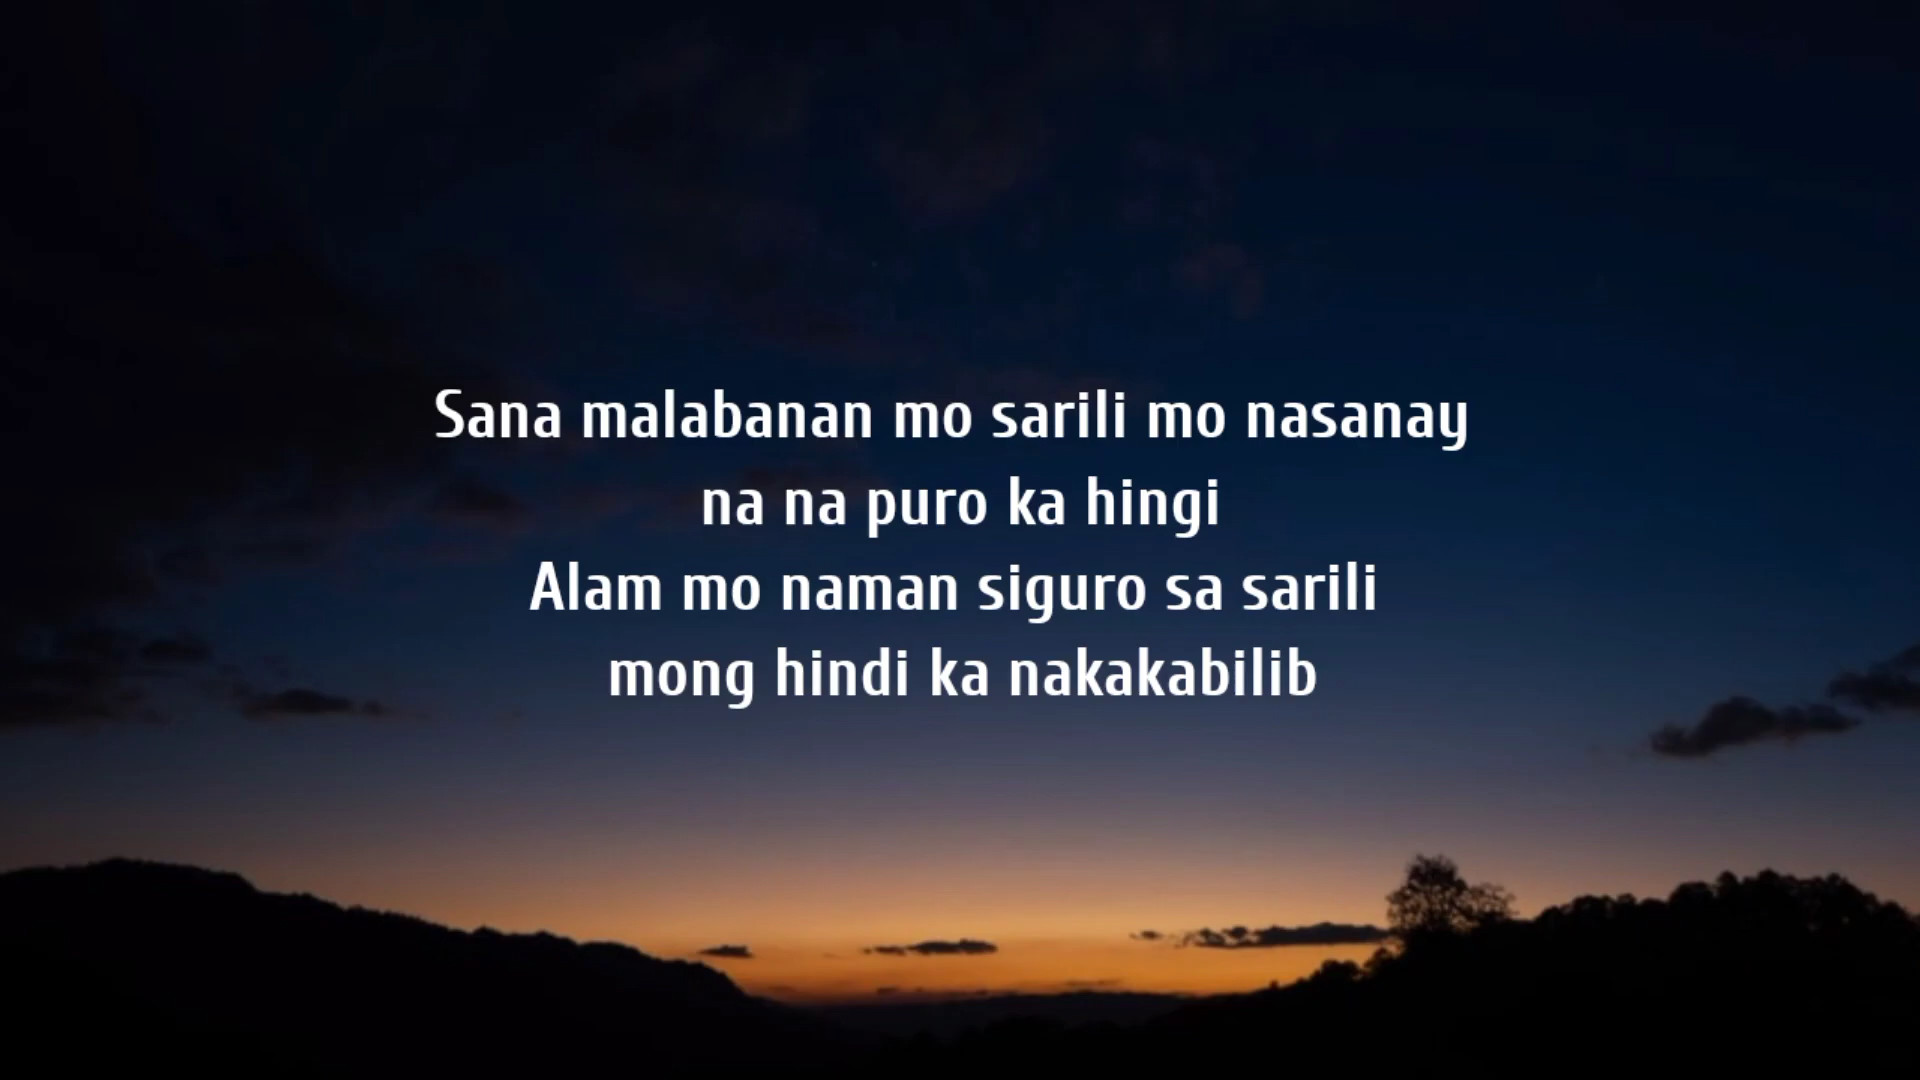 Sana malabanan mo sarili mo nasanay
na na puro ka hingi
Alam mo naman siguro sa sarili
mong hindi ka nakakabilib